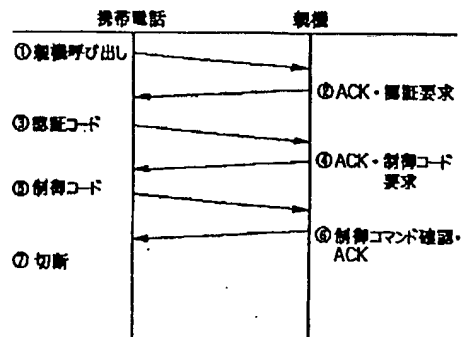 携帯電話 親機
①親機呼び出し
②ACK・認証要求
③認証コード
④ACK・制御コード
要求
⑤制御コード
⑥制御コマンド確認・
ACK
⑦切断